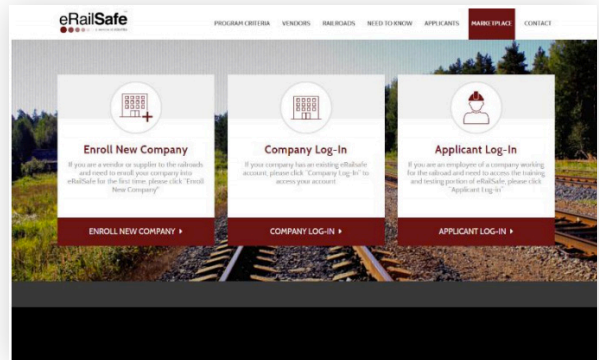 eRailSafe
PROGRAM CRITERIA VENDORS RAILROADS NEED TO KNOW APPLICANTS MARKETPLACE CONTACT
Enroll New Company
If you are a vendor or supplier to the railroads
and need to enroll your company into
eRailSafe for the first time, please click "Enroll
New Company"
ENROLL NEW COMPANY
Company Log-In
If your company has an existing eRailsafe
account, please click "Company Log-In" to
access your account
COMPANY LOG-IN
Applicant Log-In
If you are an employee of a company working
for the railroad and need to access the training
and testing portion of eRailSafe, please click
"Applicant Log-in"
APPLICANT LOG-IN